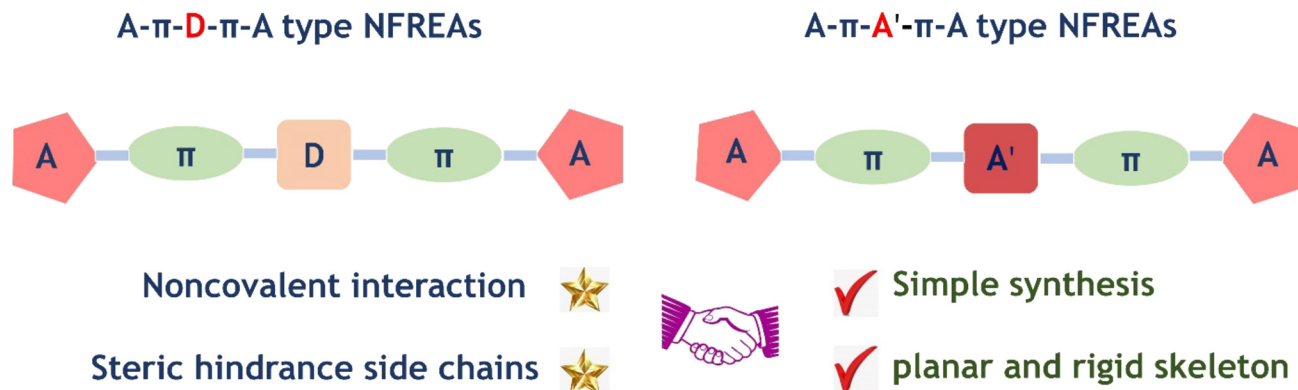 A-π-D-π-A type NFREAs
A-π-A'-π-A type NFREAs
A π D π A
A π A' π A
Noncovalent interaction
Simple synthesis
Steric hindrance side chains
planar and rigid skeleton